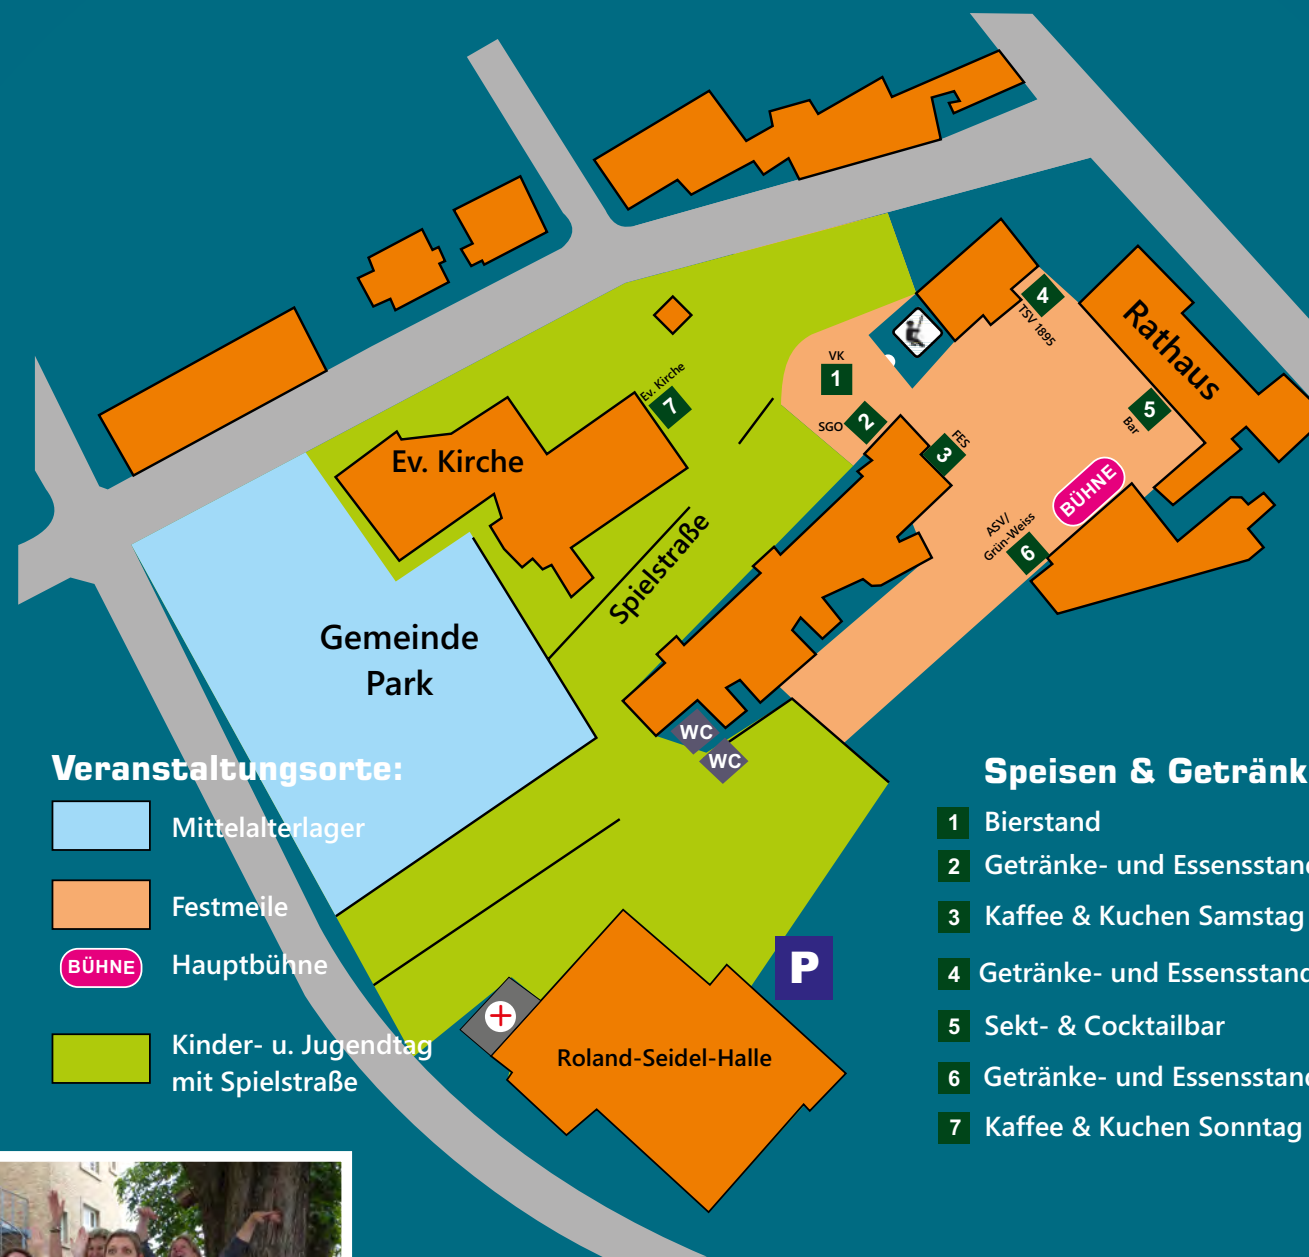 TSV 1895
4
Rathaus
VK
1
Ev. Kirche
7
SGO
2
FES
3
5
Bar
BÜHNE
ASV/
Grün-Weiss
6
Ev. Kirche
Spielstraße
Gemeinde
Park
WC
WC
Veranstaltungsorte:
Mittelalterlager
Festmeile
BÜHNE
Hauptbühne
Kinder- u. Jugendtag
mit Spielstraße
P
Roland-Seidel-Halle
Speisen & Getränk
1 Bierstand
2 Getränke- und Essensstand
3 Kaffee & Kuchen Samstag
4 Getränke- und Essensstand
5 Sekt- & Cocktailbar
6 Getränke- und Essensstand
7 Kaffee & Kuchen Sonntag